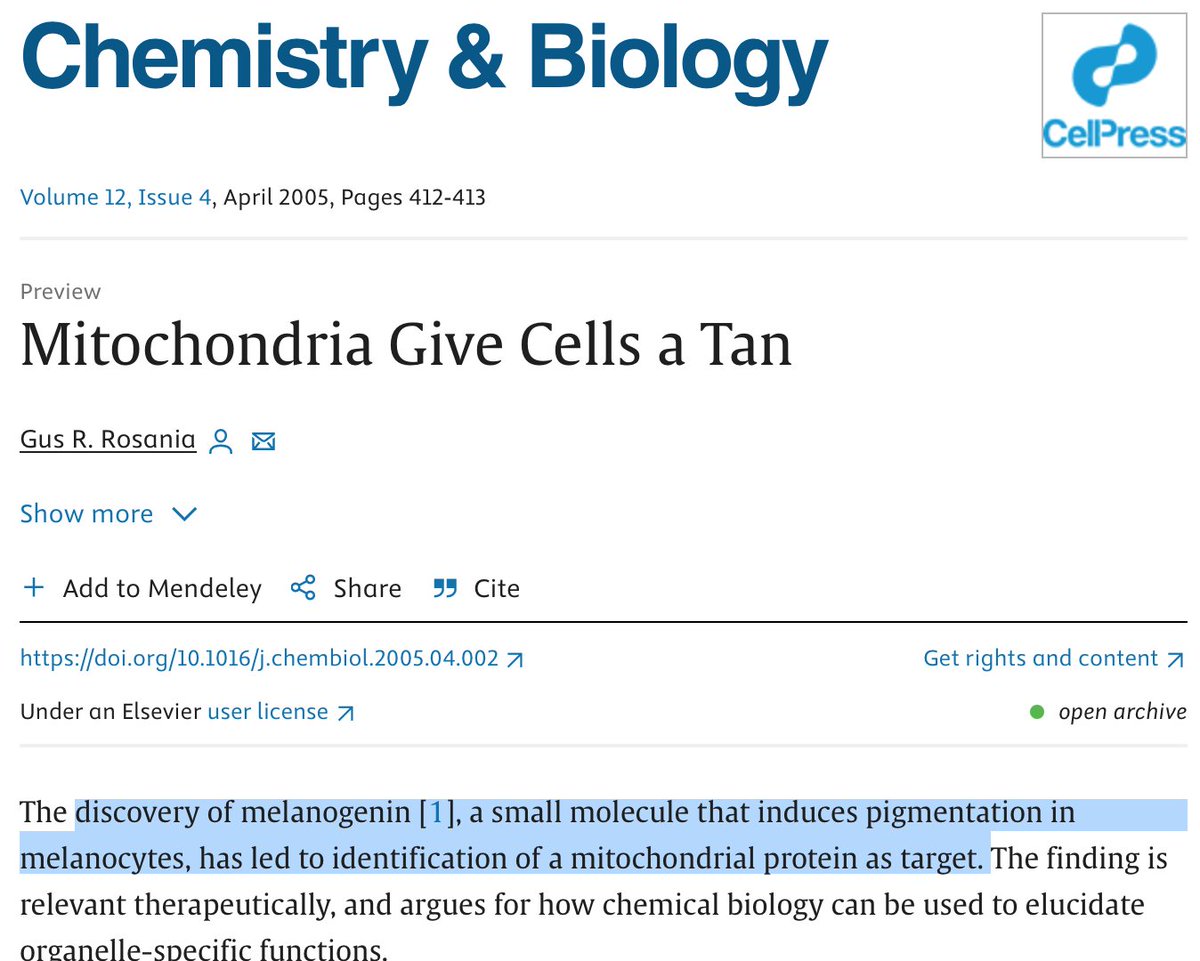 Chemistry & Biology
CellPress
Volume 12, Issue 4, April 2005, Pages 412-413
Preview
Mitochondria Give Cells a Tan
Gus R. Rosania
Show more
Add to Mendeley Share Cite
https://doi.org/10.1016/j.chembiol.2005.04.002 Get rights and content
Under an Elsevier user license open archive
The discovery of melanogenin [1], a small molecule that induces pigmentation in
melanocytes, has led to identification of a mitochondrial protein as target. The finding is
relevant therapeutically, and argues for how chemical biology can be used to elucidate
organelle-specific functions.